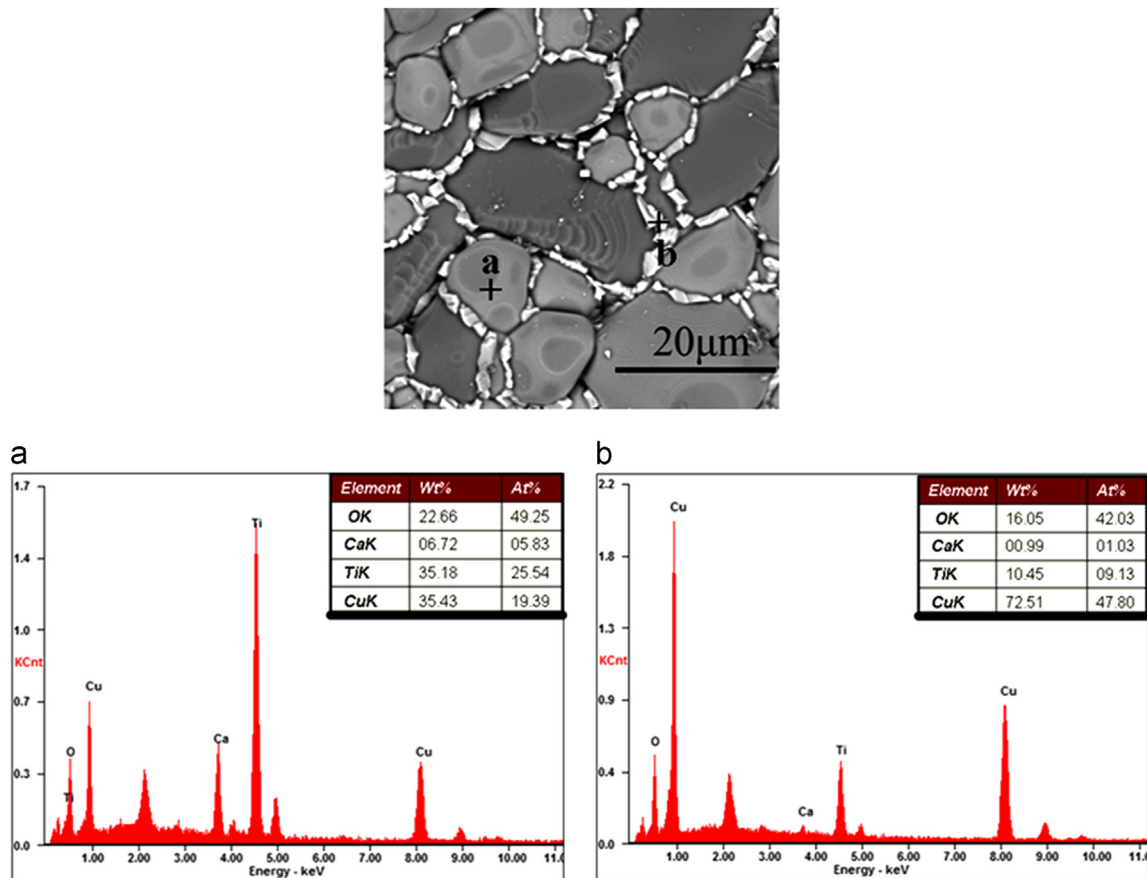 a
b
20μm
a
Element Wt% At%
OK 22.66 49.25
CaK 06.72 05.83
TiK 35.18 25.54
CuK 35.43 19.39
1.7
1.4
1.0
KCnt
0.7
0.3
0.0
Ti
O
Cu
Ca
Ti
Cu
1.00 2.00 3.00 4.00 5.00 6.00 7.00 8.00 9.00 10.00 11.(
Energy - keV
b
Element Wt% At%
OK 16.05 42.03
CaK 00.99 01.03
TiK 10.45 09.13
CuK 72.51 47.80
2.2
1.8
1.3
KCnt
0.9
0.4
0.0
O
Cu
Ca
Ti
Cu
1.00 2.00 3.00 4.00 5.00 6.00 7.00 8.00 9.00 10.00 11.(
Energy - keV